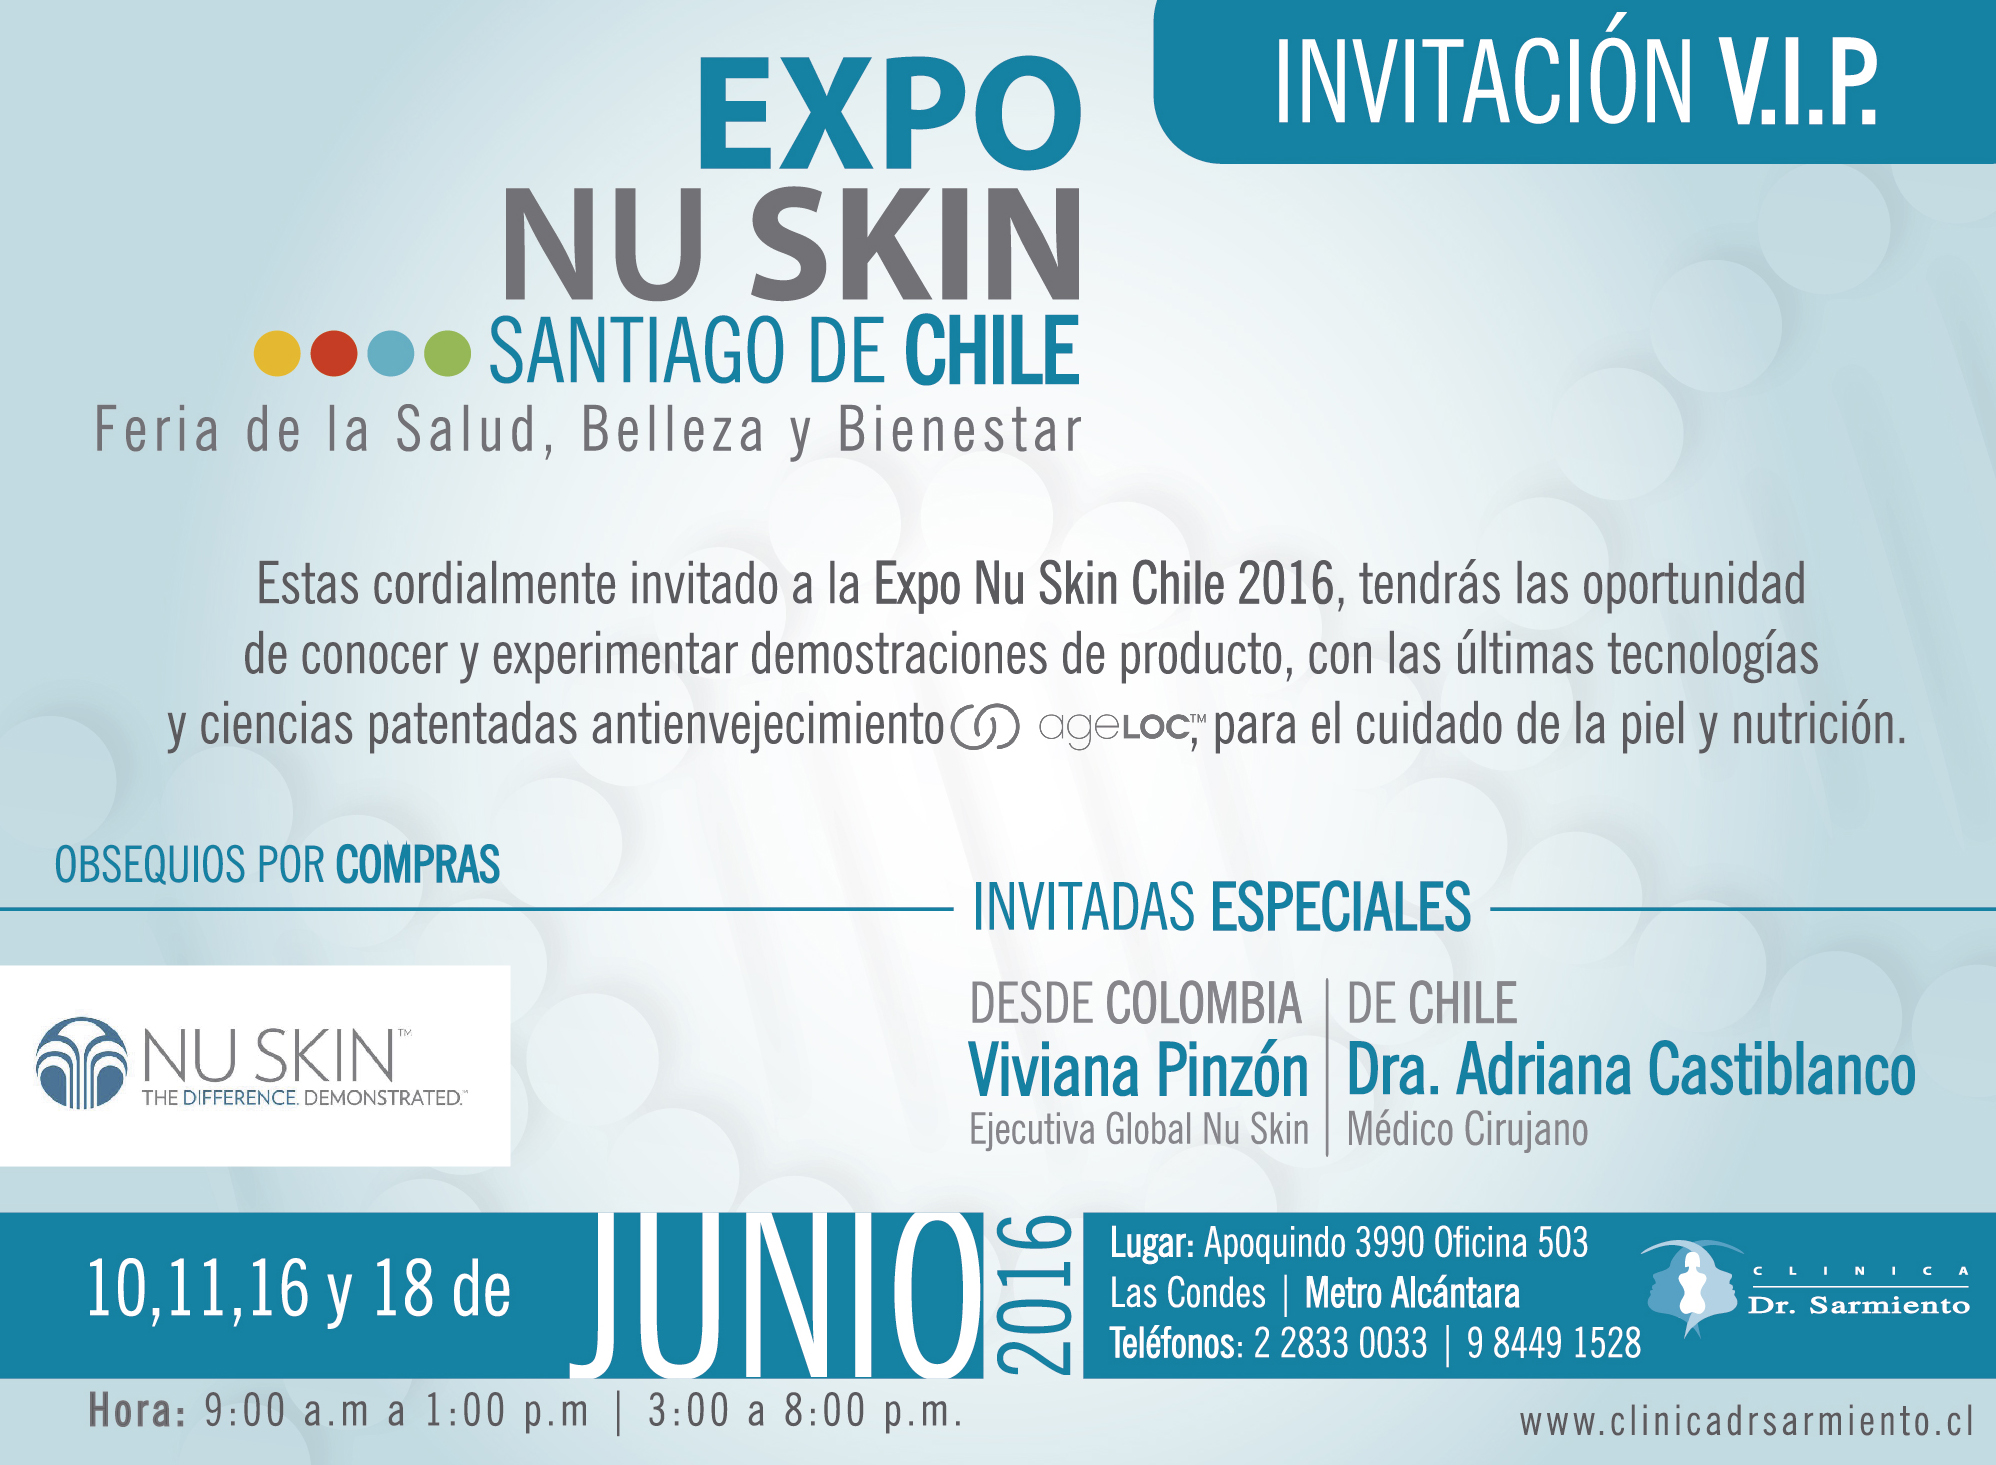 INVITACIÓN V.I.P.
EXPO
NU SKIN
SANTIAGO DE CHILE
Feria de la Salud, Belleza y Bienestar
Estas cordialmente invitado a la Expo Nu Skin Chile 2016, tendrás las oportunidad
de conocer y experimentar demostraciones de producto, con las últimas tecnologías
y ciencias patentadas antienvejecimiento ageLOC,™ para el cuidado de la piel y nutrición.
OBSEQUIOS POR COMPRAS
INVITADAS ESPECIALES
NU SKIN™
THE DIFFERENCE. DEMONSTRATED.™
DESDE COLOMBIA
Viviana Pinzón
Ejecutiva Global Nu Skin
DE CHILE
Dra. Adriana Castiblanco
Médico Cirujano
10,11,16 y 18 de JUNIO 2016
Hora: 9:00 a.m a 1:00 p.m | 3:00 a 8:00 p.m.
Lugar: Apoquindo 3990 Oficina 503
Las Condes | Metro Alcántara
Teléfonos: 2 2833 0033 | 9 8449 1528
CLINICA
Dr. Sarmiento
www.clinicadrsarmiento.cl